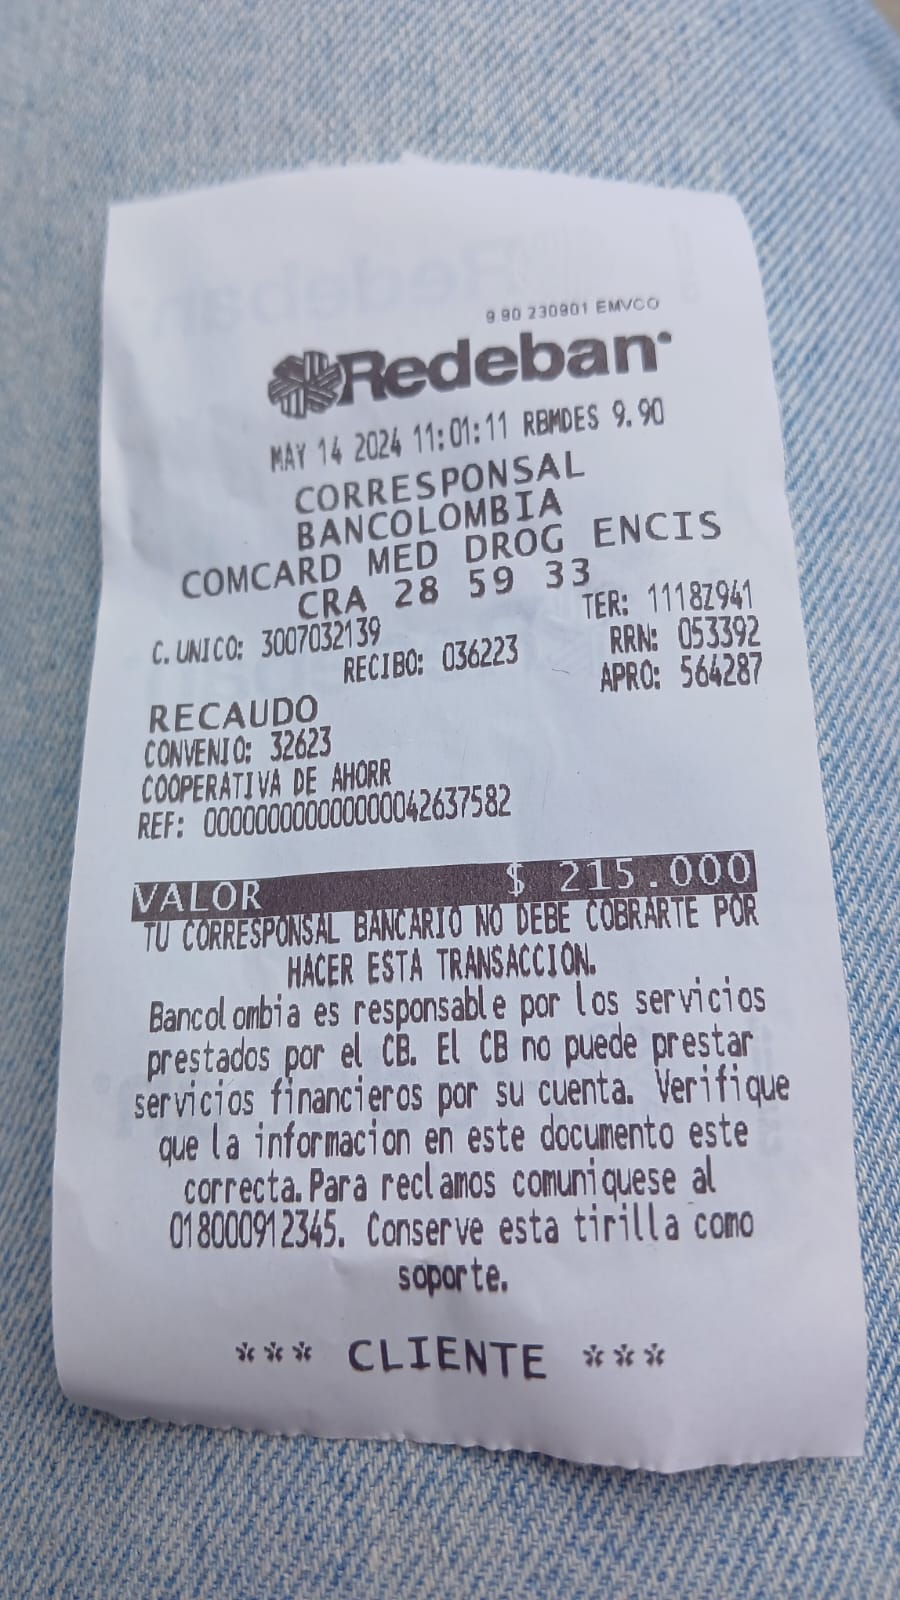 9.90 230901 EMVCO
Redeban
MAY 14 2024 11:01:11 RBMDES 9.90
CORRESPONSAL
BANCOLOMBIA
COMCARD MED DROG ENCIS
CRA 28 59 33
C. UNICO: 3007032139 TER: 1118Z941
RECIBO: 036223 RRN: 053392
APRO: 564287
RECAUDO
CONVENIO: 32623
COOPERATIVA DE AHORR
REF: 000000000000000042637582
VALOR $ 215.000
TU CORRESPONSAL BANCARIO NO DEBE COBRARTE POR
HACER ESTA TRANSACCION.
Bancolombia es responsable por los servicios
prestados por el CB. El CB no puede prestar
servicios financieros por su cuenta. Verifique
que la informacion en este documento este
correcta. Para reclamos comuniquese al
018000912345. Conserve esta tirilla como
soporte.
*** CLIENTE ***